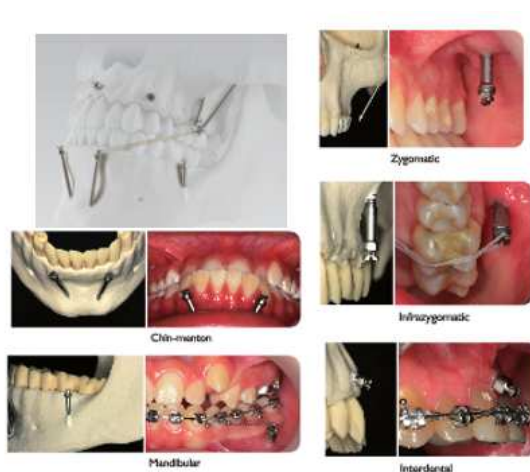 Zygomatic
Infrazygomatic
Chin-menton
Mandibular
Interdental